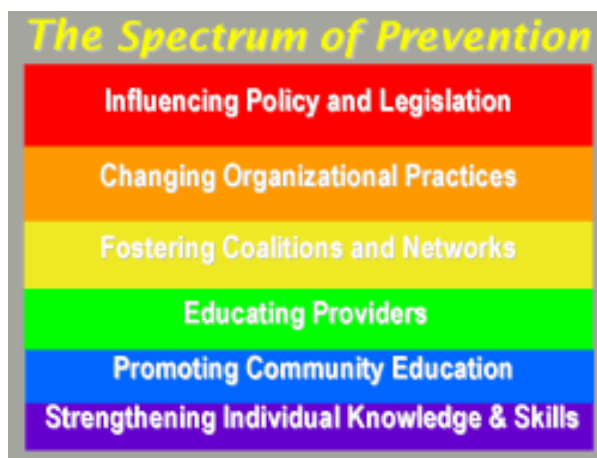 The Spectrum of Prevention
Influencing Policy and Legislation
Changing Organizational Practices
Fostering Coalitions and Networks
Educating Providers
Promoting Community Education
Strengthening Individual Knowledge & Skills